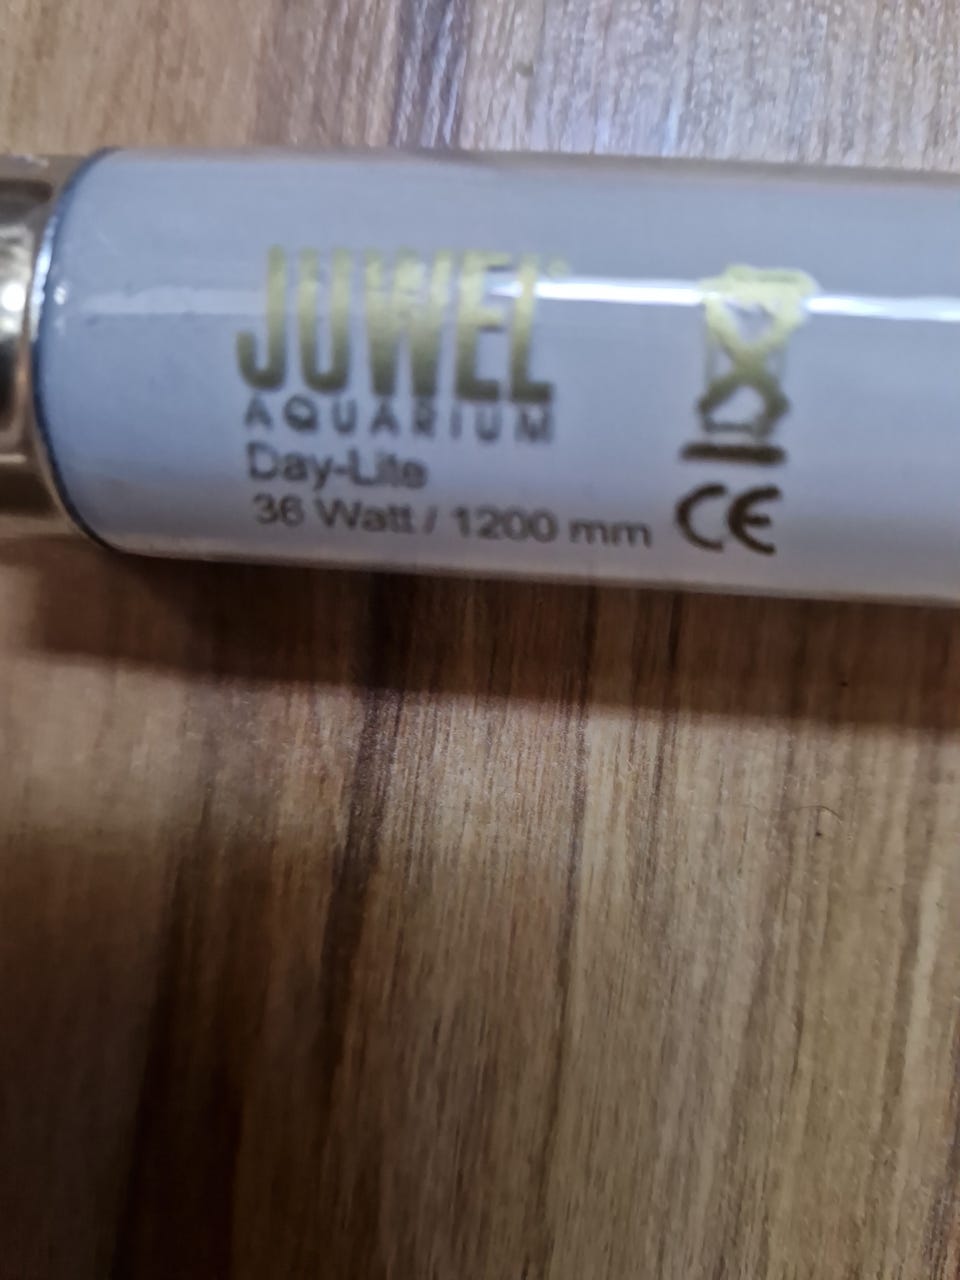 JUWEL
AQUARIUM
Day-Lite
36 Watt / 1200 mm
CE